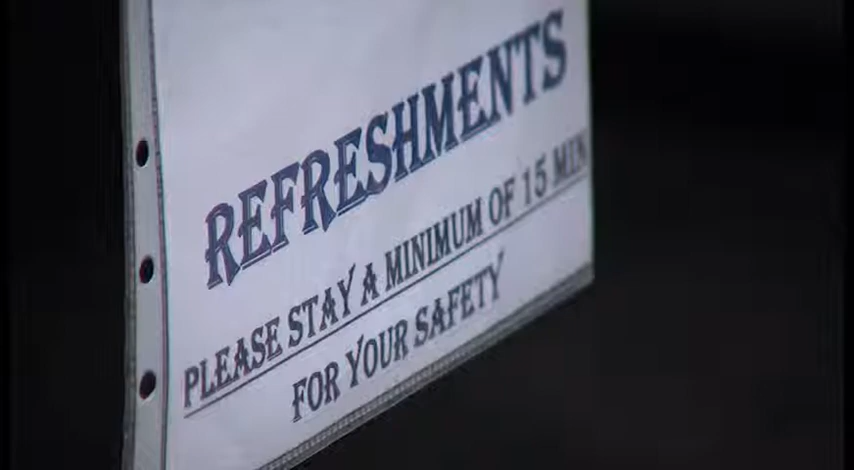 REFRESHMENTS
PLEASE STAY A MINIMUM OF 15 MIN
FOR YOUR SAFETY